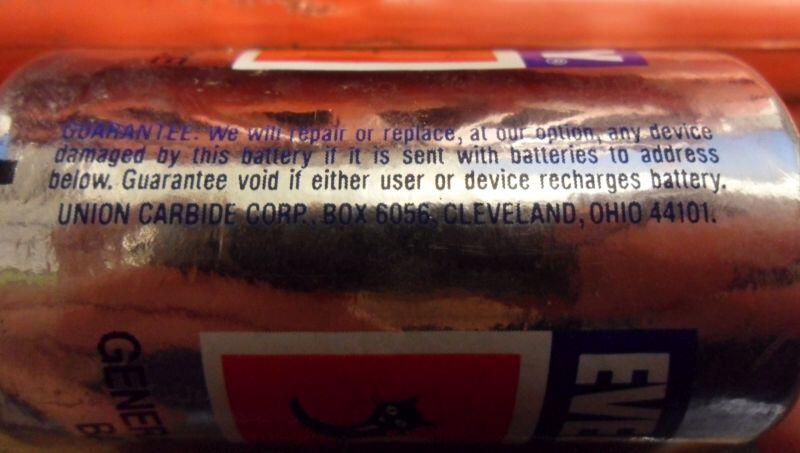 GUARANTEE: We will repair or replace, at our option, any device
damaged by this battery if it is sent with batteries to address
below. Guarantee void if either user or device recharges battery.
UNION CARBIDE CORP., BOX 6056, CLEVELAND, OHIO 44101.
GENER
EVE